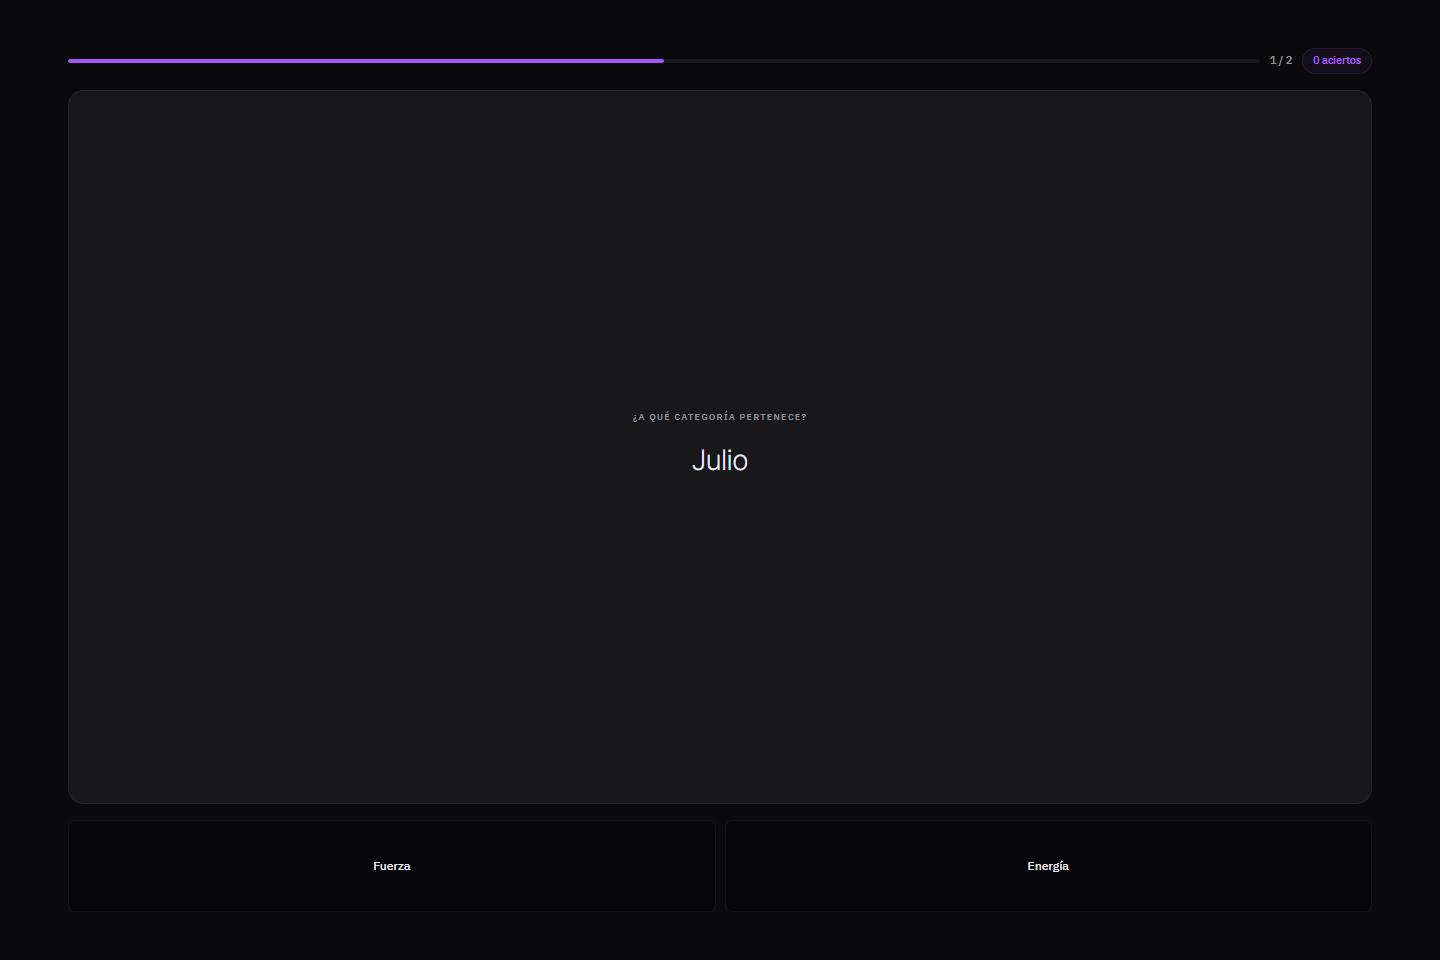 1 / 2
0 aciertos
¿A QUÉ CATEGORÍA PERTENECE?
Julio
Fuerza
Energía